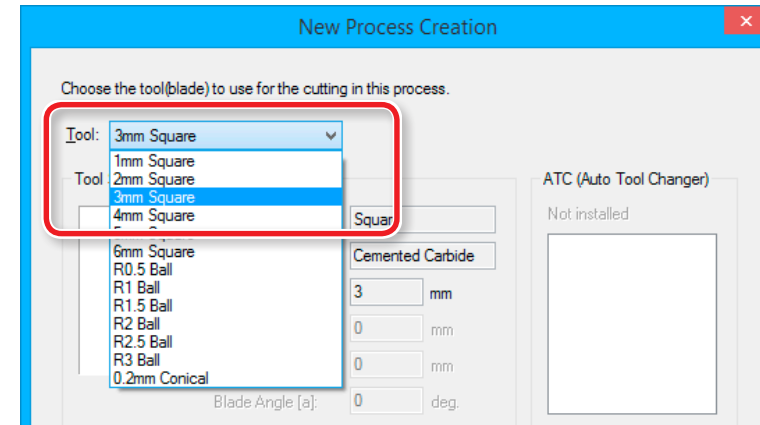 New Process Creation
Choose the tool(blade) to use for the cutting in this process.
Tool: 3mm Square
1mm Square
Tool 2mm Square ATC (Auto Tool Changer)
3mm Square
4mm Square Square Not installed
6mm Square Cemented Carbide
R0.5 Ball
R1 Ball 3 mm
R1.5 Ball
R2 Ball 0 mm
R2.5 Ball
R3 Ball 0 mm
0.2mm Conical
Blade Angle [a]: 0 deg.